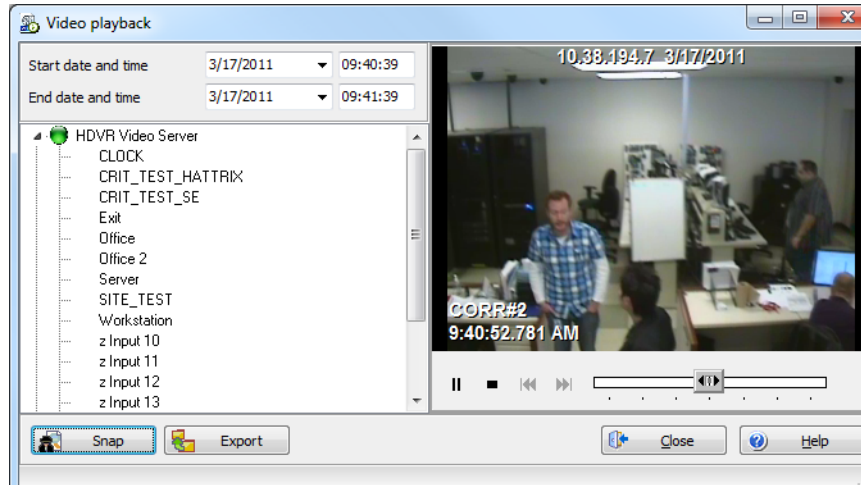 Video playback
Start date and time 3/17/2011 09:40:39
End date and time 3/17/2011 09:41:39
HDVR Video Server
CLOCK
CRIT_TEST_HATTRIX
CRIT_TEST_SE
Exit
Office
Office 2
Server
SITE_TEST
Workstation
z Input 10
z Input 11
z Input 12
z Input 13
10.38.194.7 3/17/2011
CORR#2
9:40:52.781 AM
Snap Export Close Help